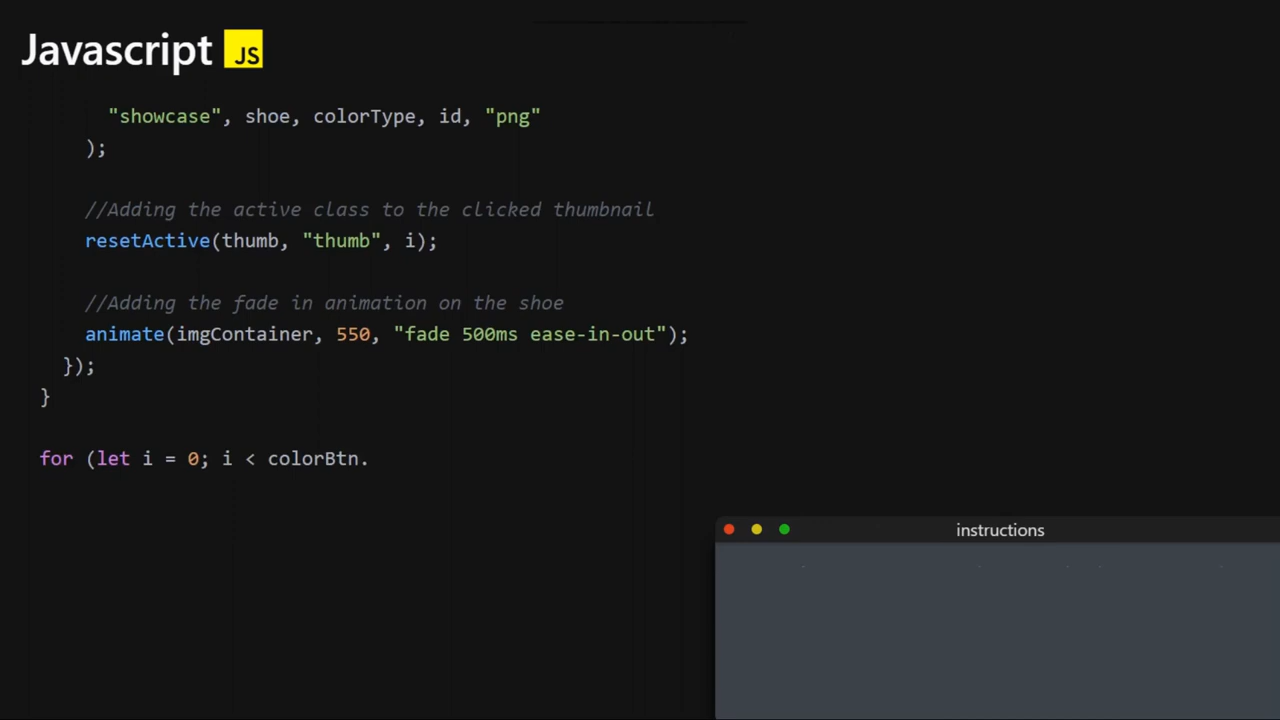 Javascript JS
"showcase", shoe, colorType, id, "png"
);
//Adding the active class to the clicked thumbnail
resetActive(thumb, "thumb", i);
//Adding the fade in animation on the shoe
animate(imgContainer, 550, "fade 500ms ease-in-out");
});
}
for (let i = 0; i < colorBtn.
instructions